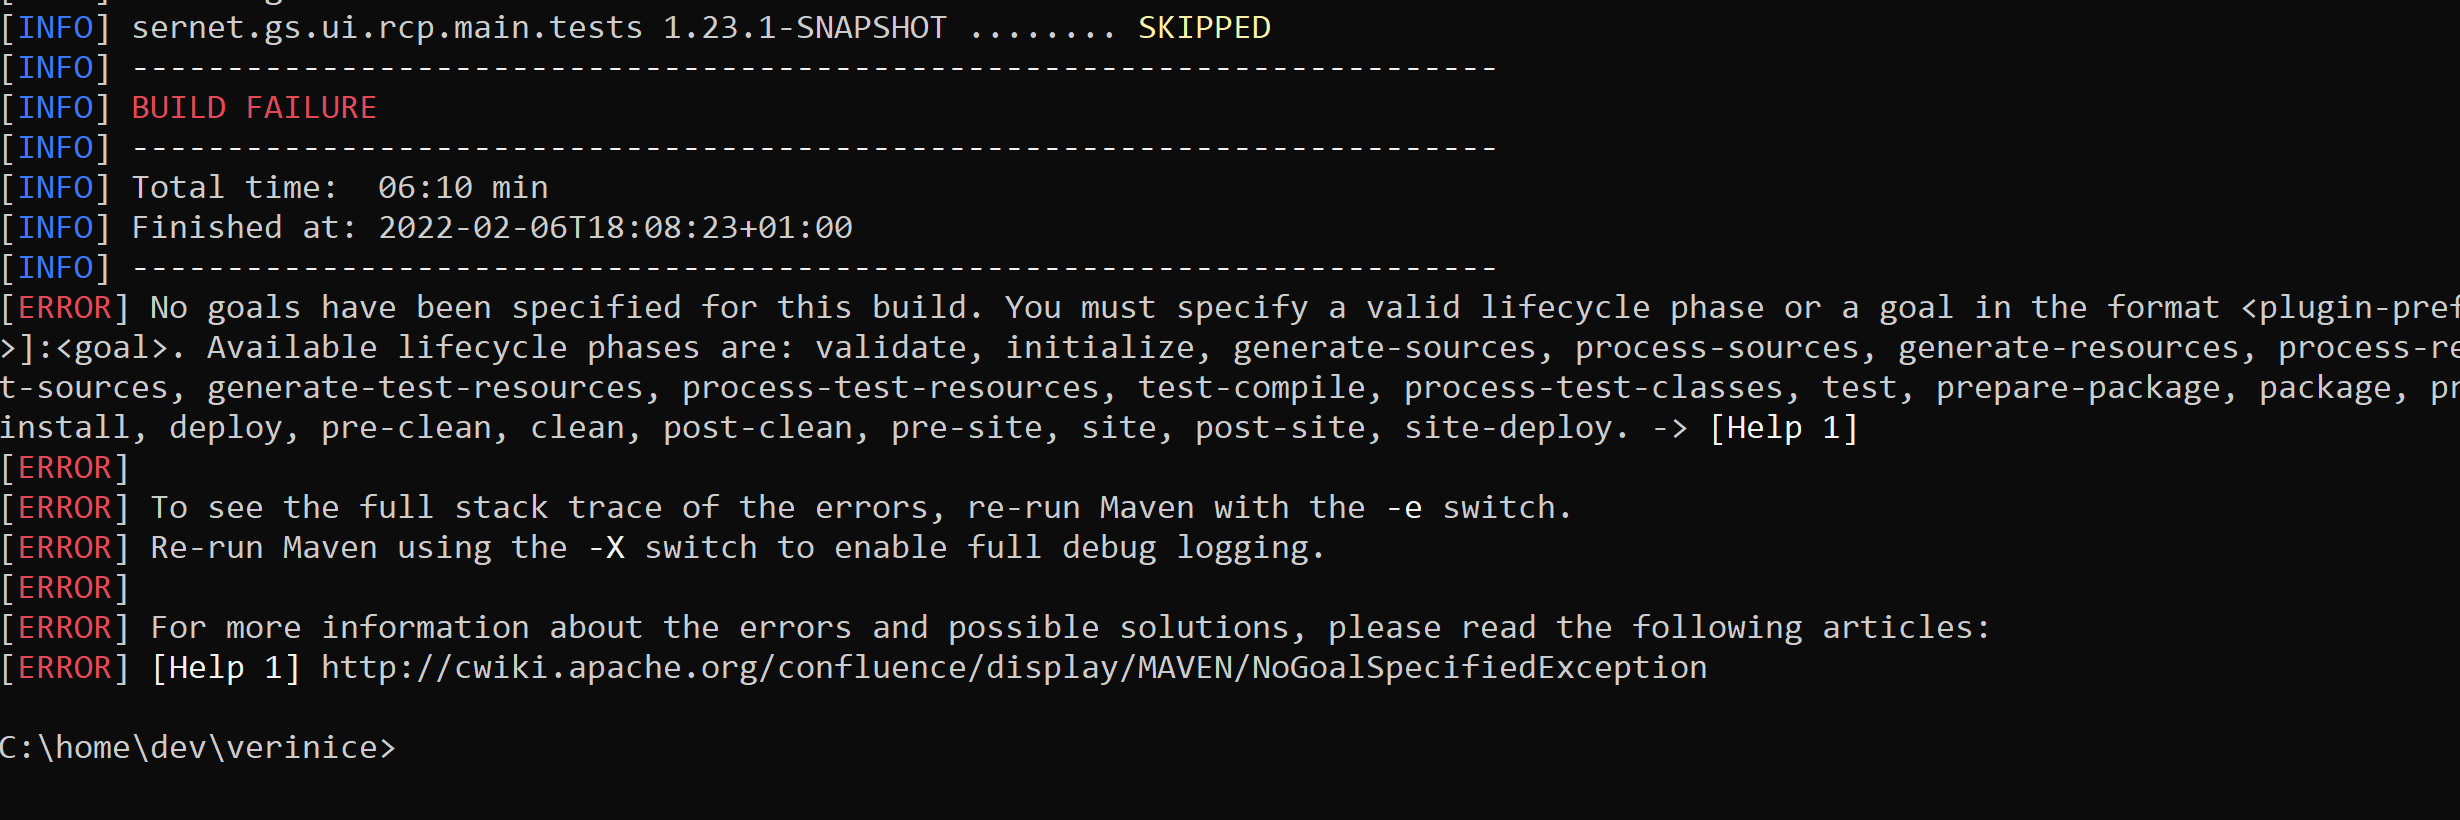 [INFO] sernet.gs.ui.rcp.main.tests 1.23.1-SNAPSHOT ........ SKIPPED
[INFO] ------------------------------------------------------------------------
[INFO] BUILD FAILURE
[INFO] ------------------------------------------------------------------------
[INFO] Total time:  06:10 min
[INFO] Finished at: 2022-02-06T18:08:23+01:00
[INFO] ------------------------------------------------------------------------
[ERROR] No goals have been specified for this build. You must specify a valid lifecycle phase or a goal in the format <plugin-pref
>]:<goal>. Available lifecycle phases are: validate, initialize, generate-sources, process-sources, generate-resources, process-re
t-sources, generate-test-resources, process-test-resources, test-compile, process-test-classes, test, prepare-package, package, pr
install, deploy, pre-clean, clean, post-clean, pre-site, site, post-site, site-deploy. -> [Help 1]
[ERROR]
[ERROR] To see the full stack trace of the errors, re-run Maven with the -e switch.
[ERROR] Re-run Maven using the -X switch to enable full debug logging.
[ERROR]
[ERROR] For more information about the errors and possible solutions, please read the following articles:
[ERROR] [Help 1] http://cwiki.apache.org/confluence/display/MAVEN/NoGoalSpecifiedException
C:\home\dev\verinice>